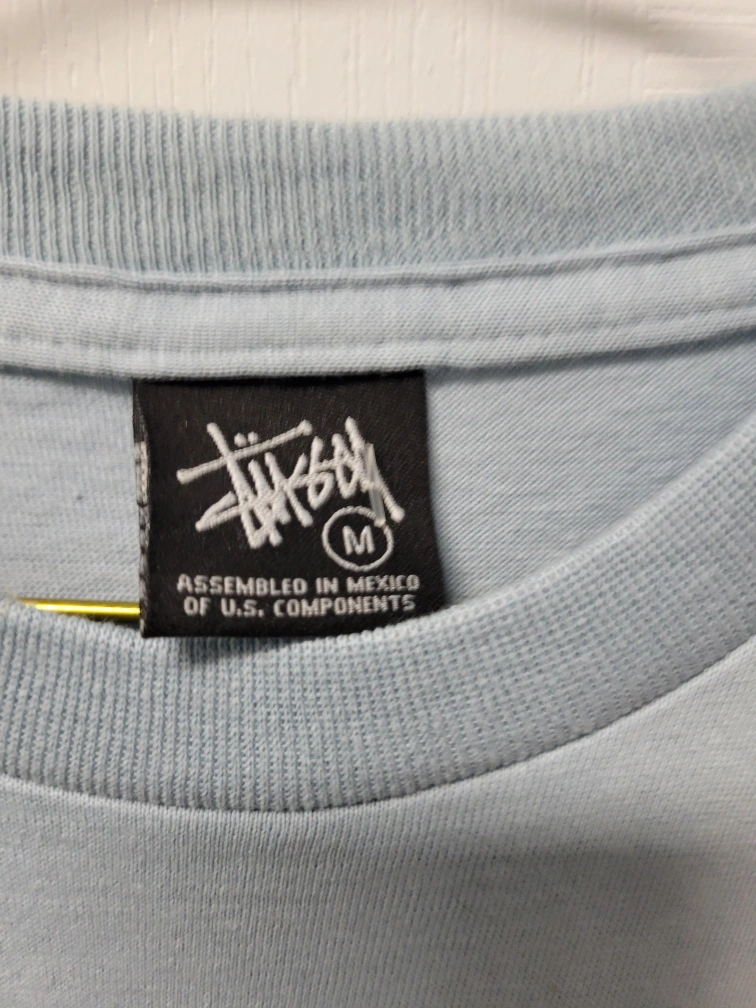 Stüssy
M
ASSEMBLED IN MEXICO
OF U.S. COMPONENTS